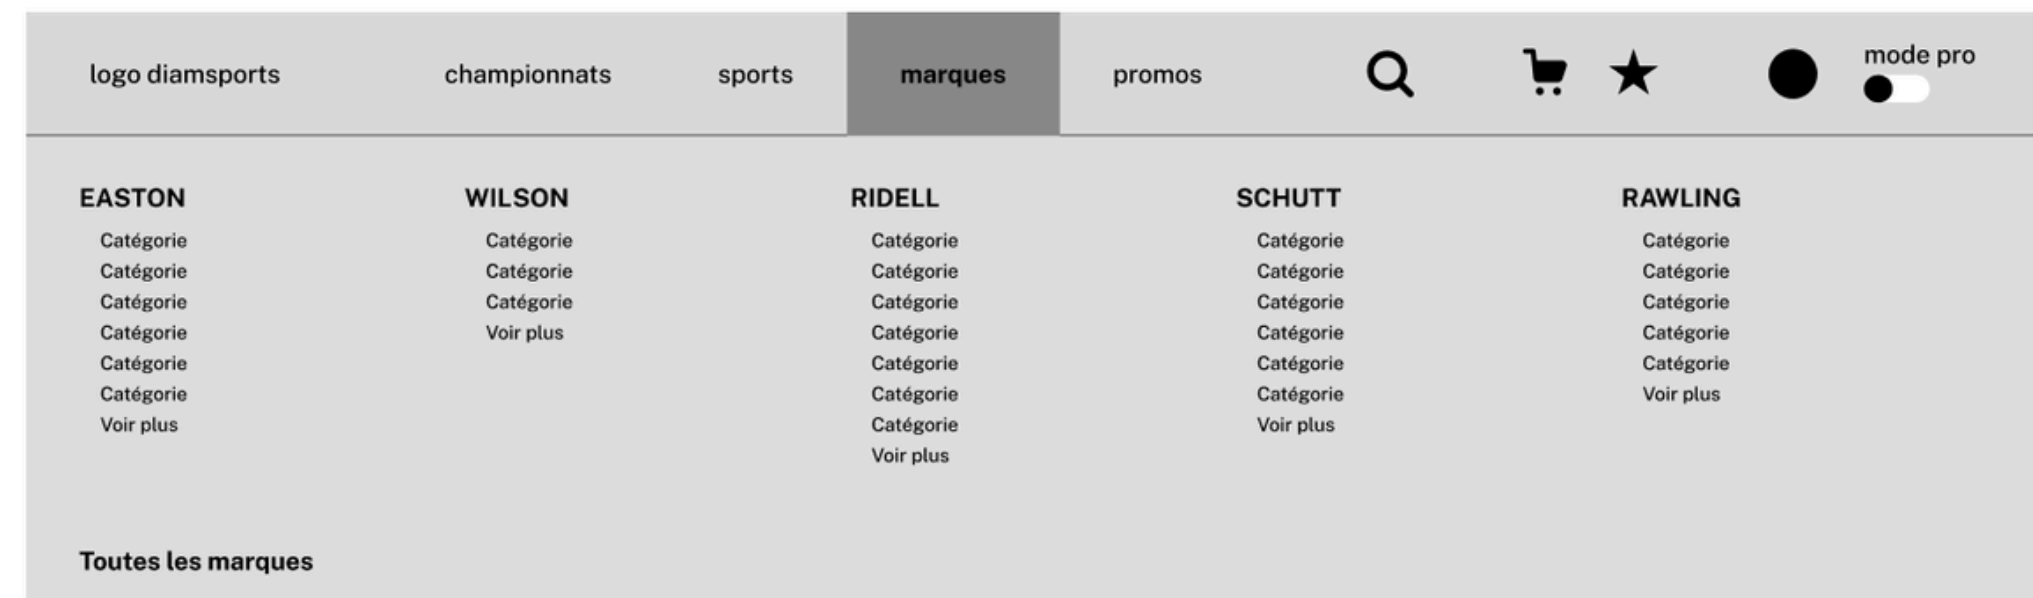 logo diamsports
championnats
sports
marques
promos
mode pro
EASTON
Catégorie
Catégorie
Catégorie
Catégorie
Catégorie
Catégorie
Voir plus
WILSON
Catégorie
Catégorie
Catégorie
Voir plus
RIDELL
Catégorie
Catégorie
Catégorie
Catégorie
Catégorie
Catégorie
Catégorie
Voir plus
SCHUTT
Catégorie
Catégorie
Catégorie
Catégorie
Catégorie
Catégorie
Voir plus
RAWLING
Catégorie
Catégorie
Catégorie
Catégorie
Catégorie
Voir plus
Toutes les marques